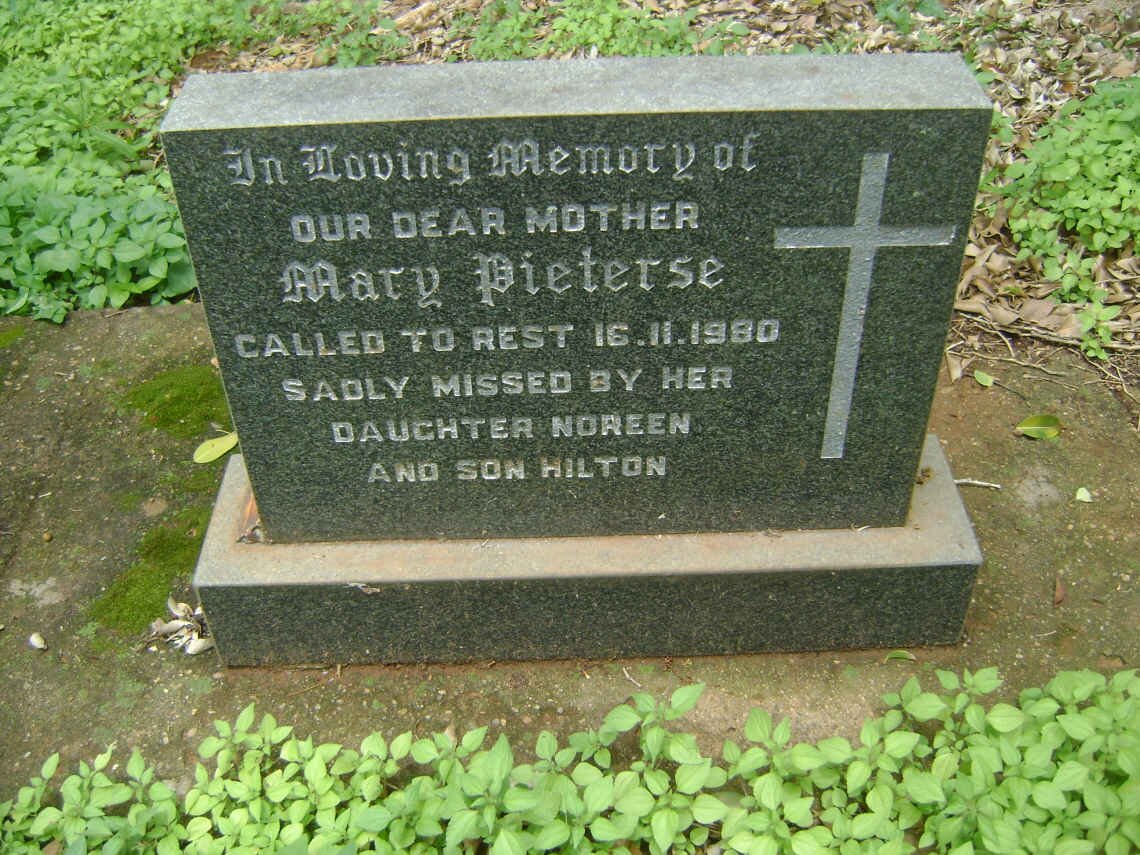 In Loving Memory of
OUR DEAR MOTHER
Mary Pieterse
CALLED TO REST 16.11.1980
SADLY MISSED BY HER
DAUGHTER NOREEN
AND SON HILTON